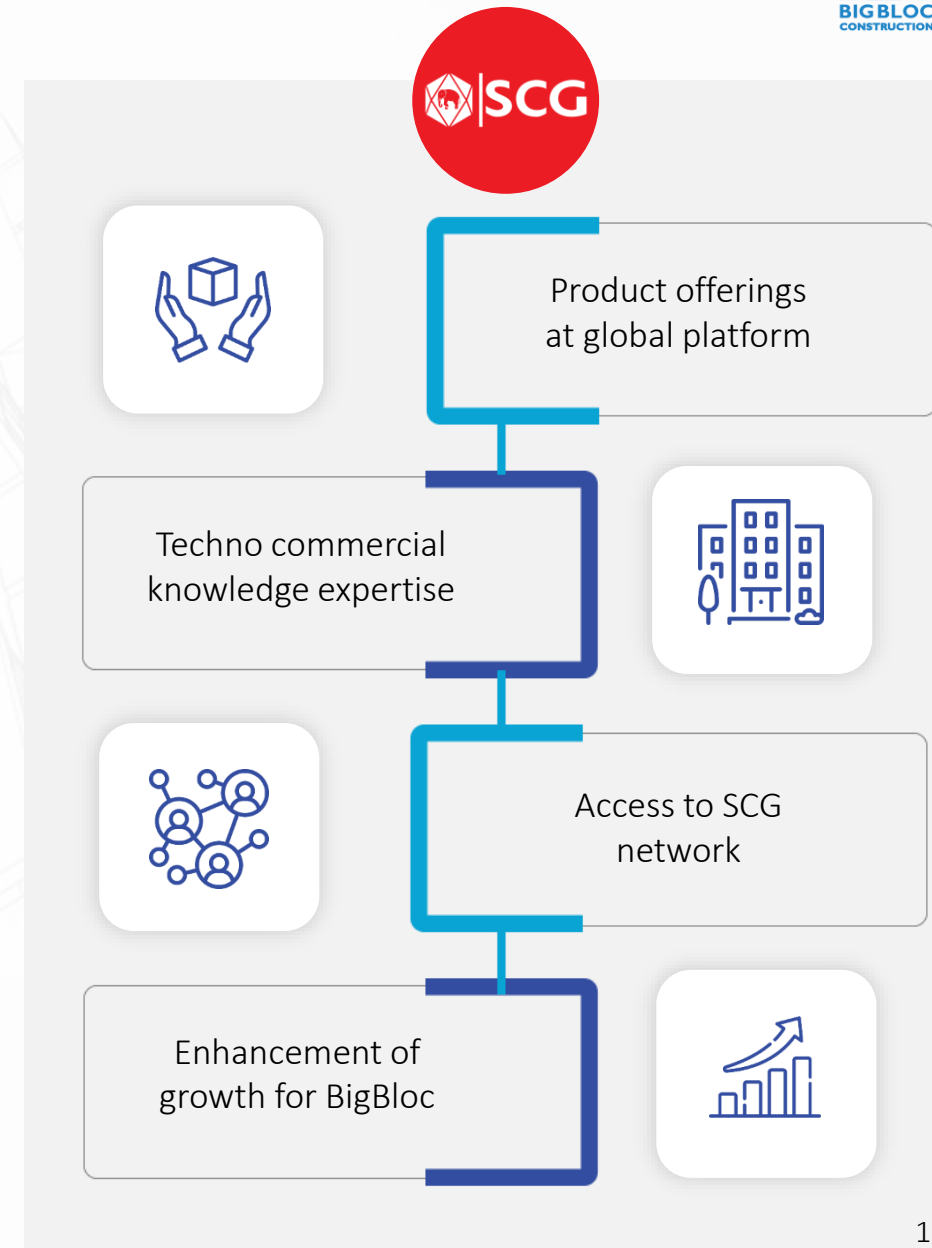 BIGBLOC
CONSTRUCTION
SCG
Product offerings
at global platform
Techno commercial
knowledge expertise
Access to SCG
network
Enhancement of
growth for BigBloc
1